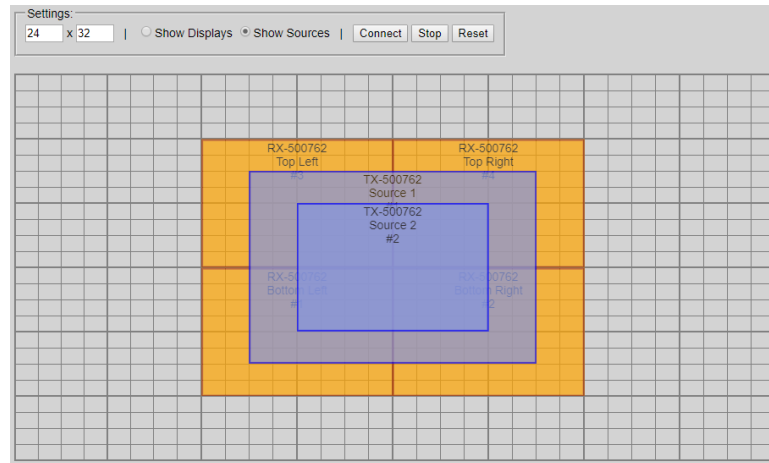 Settings:
24 x 32 | Show Displays Show Sources | Connect Stop Reset
RX-500762
Top Left
#3
RX-500762
Top Right
#4
TX-500762
Source 1
TX-500762
Source 2
#2
RX-500762
Bottom Left
RX-500762
Bottom Right
#2